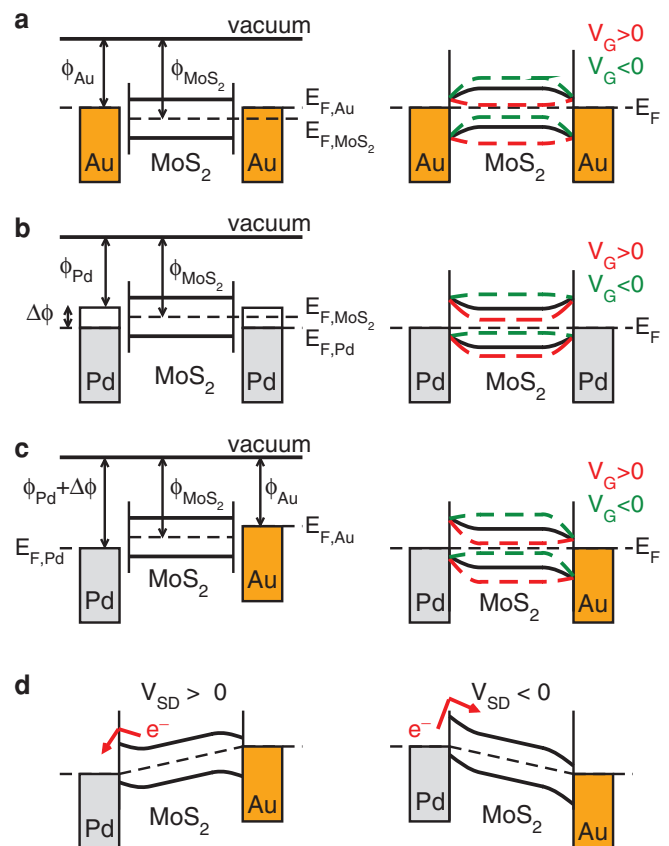 a
vacuum
ϕAu
ϕMoS2
EF,Au
EF,MoS2
Au
MoS2
Au
VG>0
VG<0
EF
Au
MoS2
Au
b
vacuum
ϕPd
ϕMoS2
Δϕ
EF,MoS2
EF,Pd
Pd
MoS2
Pd
VG>0
VG<0
EF
Pd
MoS2
Pd
c
vacuum
ϕPd+Δϕ
ϕMoS2
ϕAu
EF,Au
EF,Pd
Pd
MoS2
Au
VG>0
VG<0
EF
Pd
MoS2
Au
d
VSD > 0
e−
Pd
MoS2
Au
VSD < 0
e−
Pd
MoS2
Au